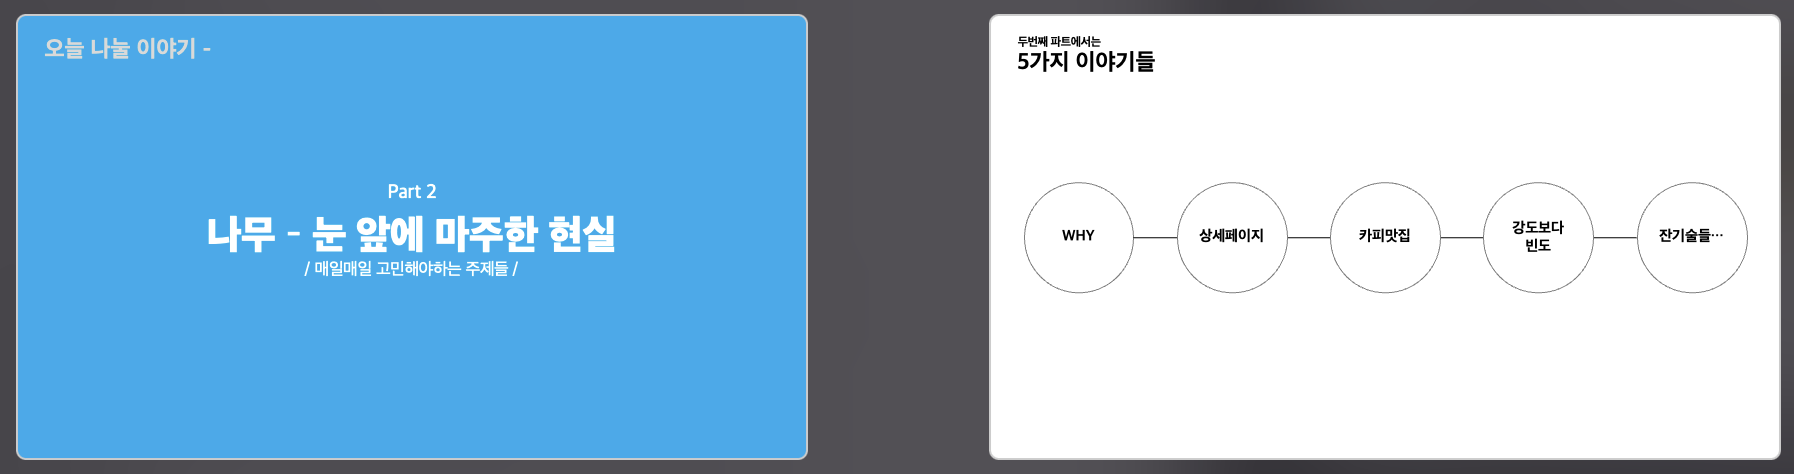 오늘 나눌 이야기 -
Part 2
나무 - 눈 앞에 마주한 현실
/ 매일매일 고민해야하는 주제들 /
두번째 파트에서는
5가지 이야기들
WHY
상세페이지
카피맛집
강도보다
빈도
잔기술들…